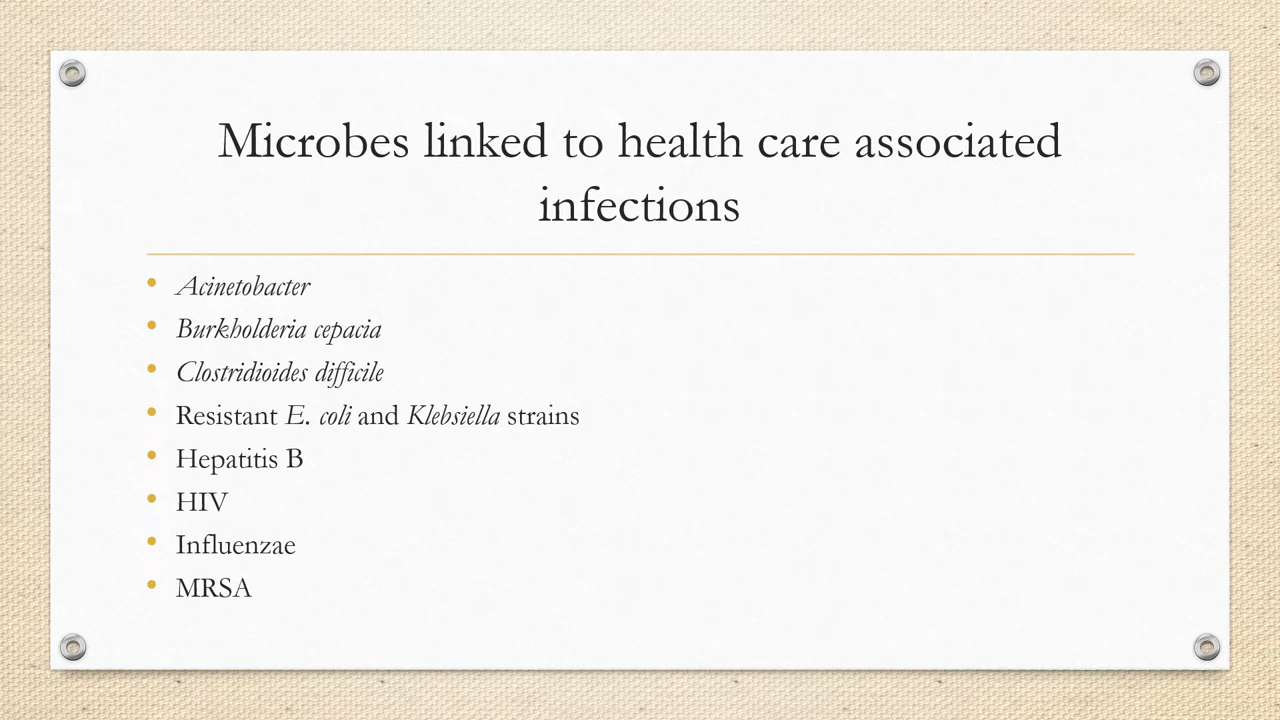 Microbes linked to health care associated
infections
• Acinetobacter
• Burkholderia cepacia
• Clostridioides difficile
• Resistant E. coli and Klebsiella strains
• Hepatitis B
• HIV
• Influenzae
• MRSA